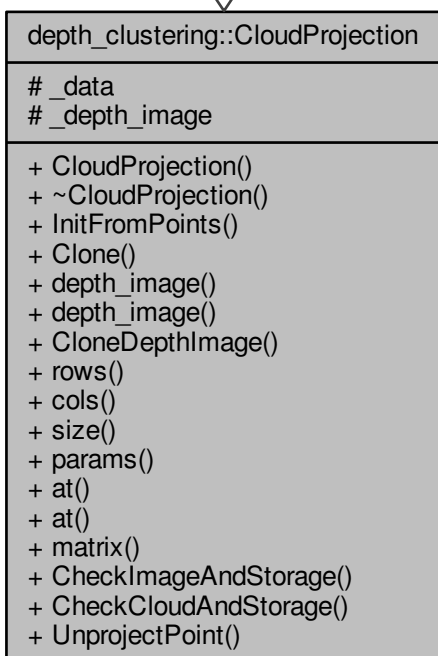 depth_clustering::CloudProjection
# _data
# _depth_image
+ CloudProjection()
+ ~CloudProjection()
+ InitFromPoints()
+ Clone()
+ depth_image()
+ depth_image()
+ CloneDepthImage()
+ rows()
+ cols()
+ size()
+ params()
+ at()
+ at()
+ matrix()
+ CheckImageAndStorage()
+ CheckCloudAndStorage()
+ UnprojectPoint()